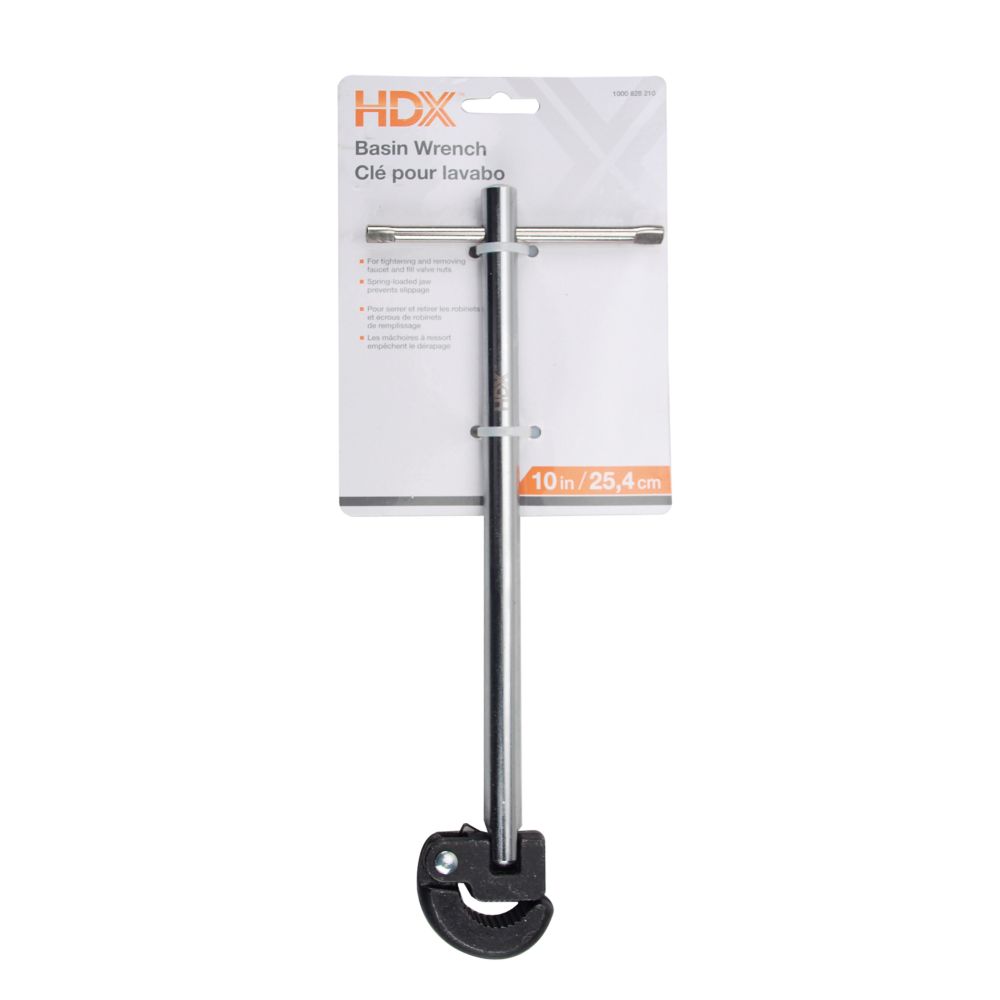 HDX™
1000 828 210
Basin Wrench
Clé pour lavabo
For tightening and removing
faucet and fill valve nuts
Spring-loaded jaw
prevents slippage
Pour serrer et retirer les robinets
et écrous de robinets
de remplissage
Les mâchoires à ressort
empêchent le dérapage
HDX
10 in / 25,4 cm